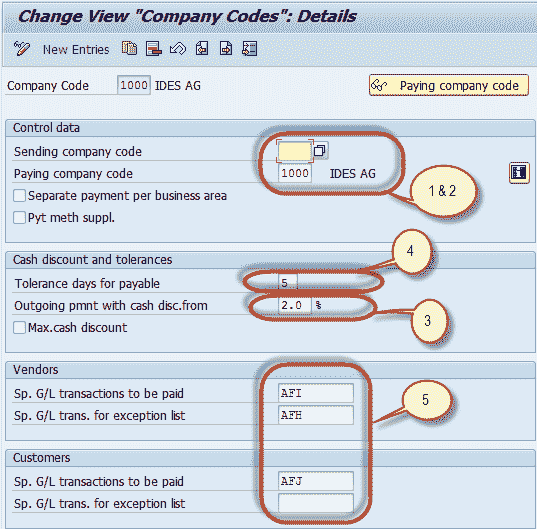 Change View "Company Codes": Details
New Entries
Company Code 1000 IDES AG Paying company code
Control data
Sending company code
Paying company code 1000 IDES AG
1 & 2
Separate payment per business area
Pyt meth suppl.
4
Cash discount and tolerances
Tolerance days for payable 5
Outgoing pmnt with cash disc.from 2.0 %
3
Max.cash discount
Vendors
Sp. G/L transactions to be paid AFI
5
Sp. G/L trans. for exception list AFH
Customers
Sp. G/L transactions to be paid AFJ
Sp. G/L trans. for exception list